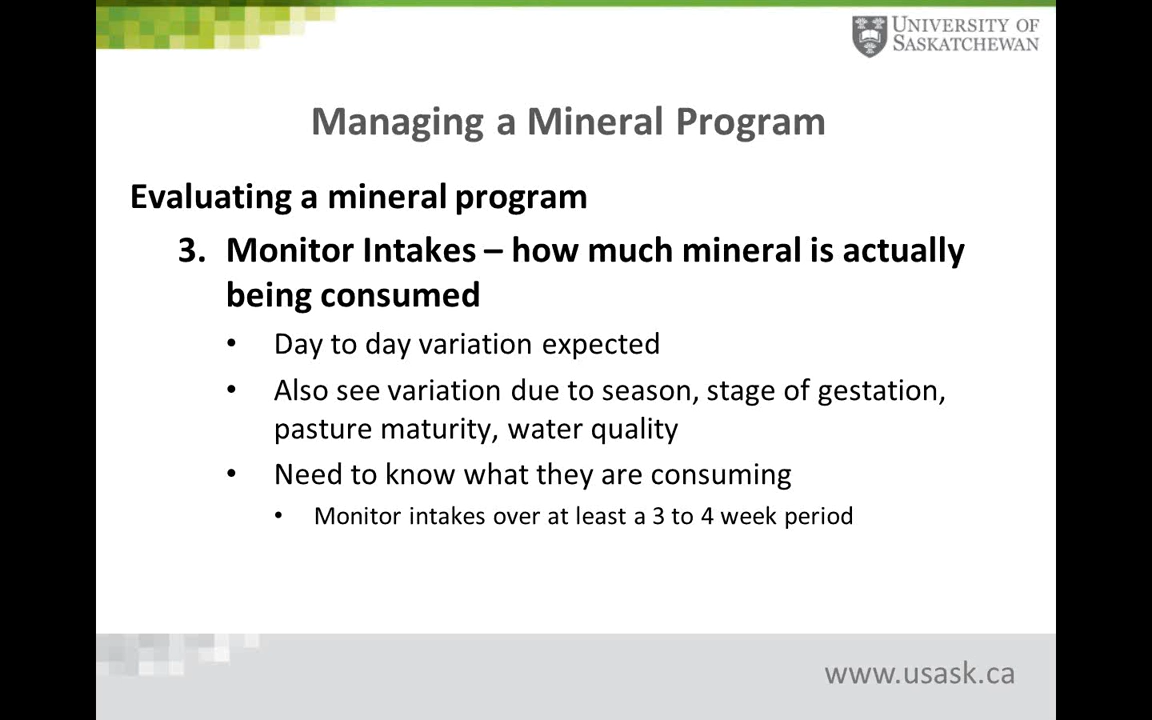 UNIVERSITY OF
SASKATCHEWAN
Managing a Mineral Program
Evaluating a mineral program
3. Monitor Intakes – how much mineral is actually
being consumed
• Day to day variation expected
• Also see variation due to season, stage of gestation,
pasture maturity, water quality
• Need to know what they are consuming
• Monitor intakes over at least a 3 to 4 week period
www.usask.ca